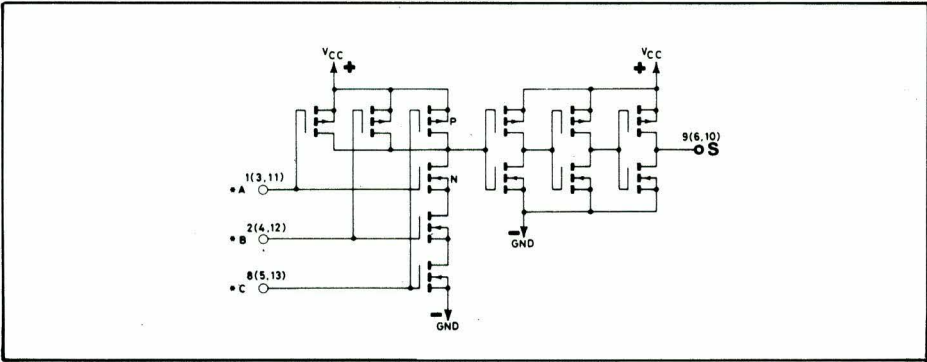 VCC VCC
+ +
P
9(6,10)
S
1(3,11)
N
• A
2(4,12)
• B
- GND
8(5,13)
• C
- GND